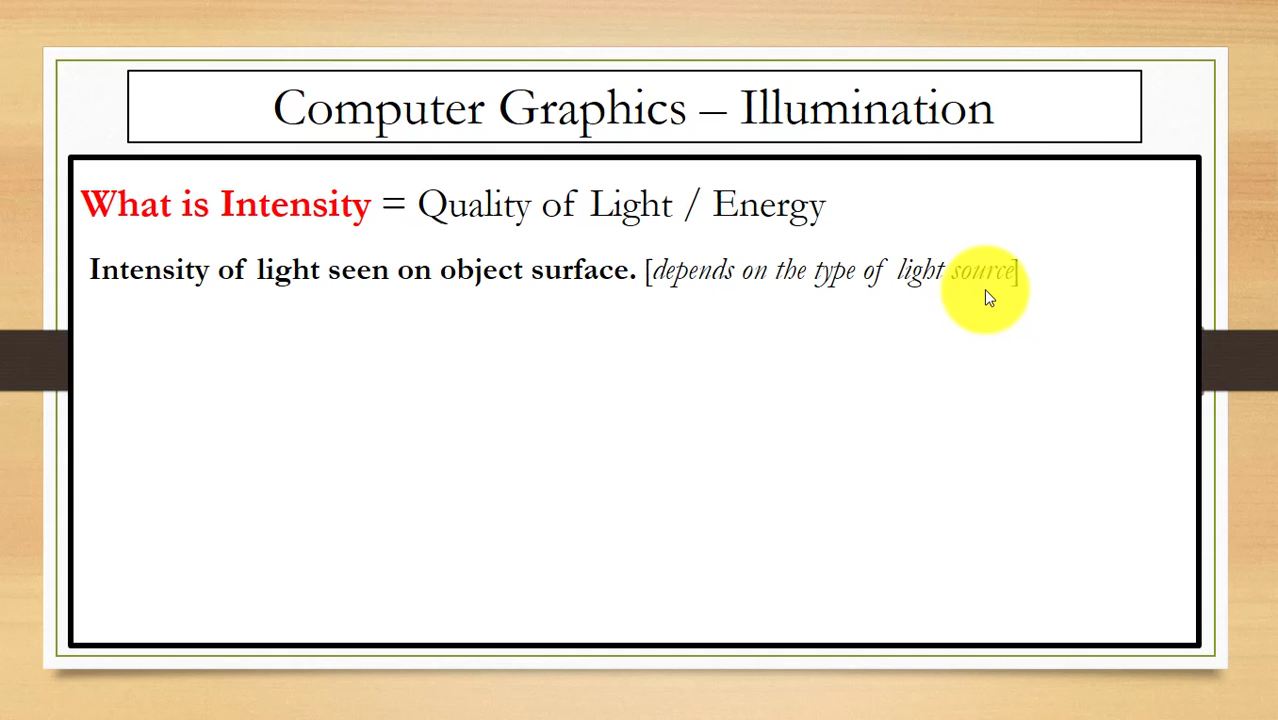 Computer Graphics – Illumination
What is Intensity = Quality of Light / Energy
Intensity of light seen on object surface. [depends on the type of light source]